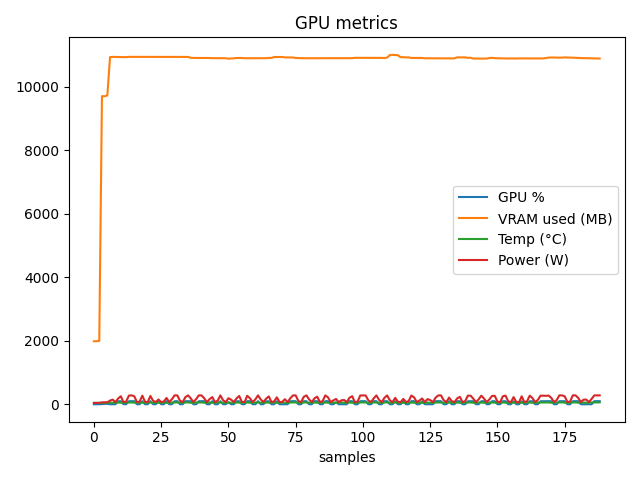 GPU metrics
10000
8000
6000
4000
2000
0
GPU %
VRAM used (MB)
Temp (°C)
Power (W)
0 25 50 75 100 125 150 175
samples